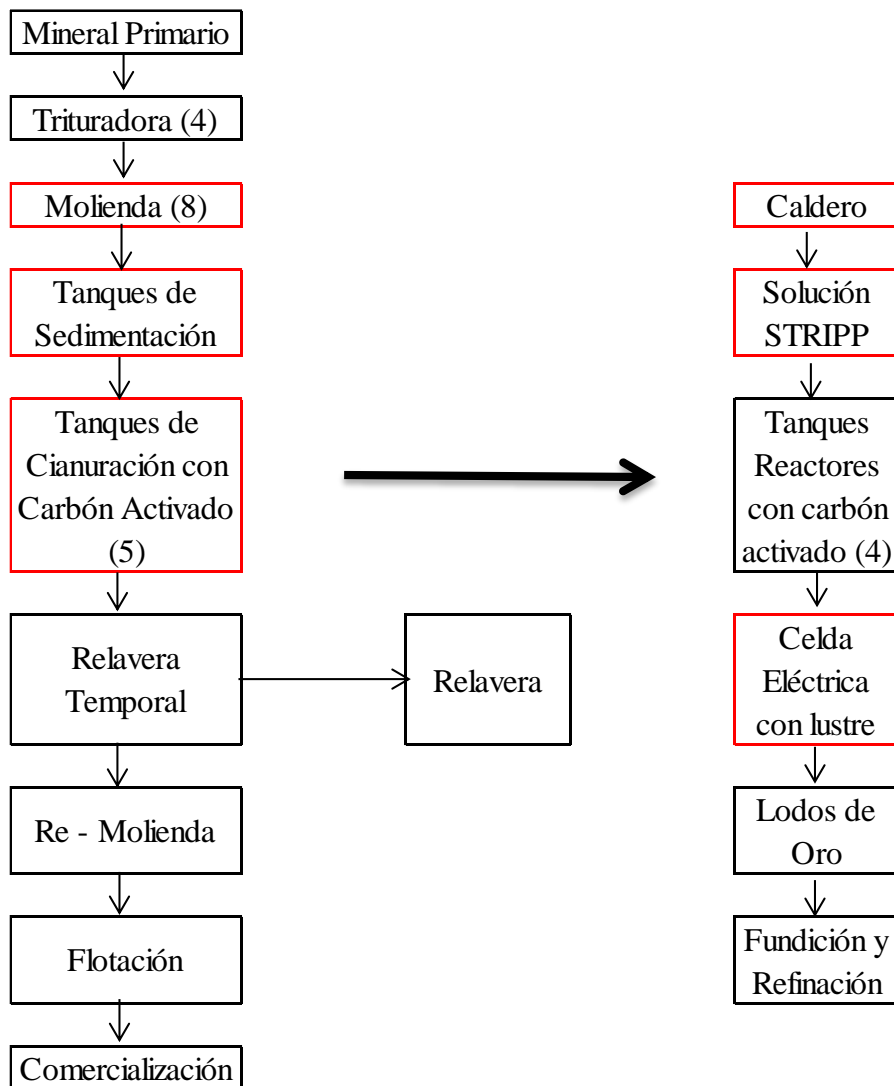 Mineral Primario
Trituradora (4)
Molienda (8)
Tanques de
Sedimentación
Tanques de
Cianuración con
Carbón Activado
(5)
Relavera
Temporal
Relavera
Re - Molienda
Flotación
Comercialización
Caldero
Solución
STRIPP
Tanques
Reactores
con carbón
activado (4)
Celda
Eléctrica
con lustre
Lodos de
Oro
Fundición y
Refinación